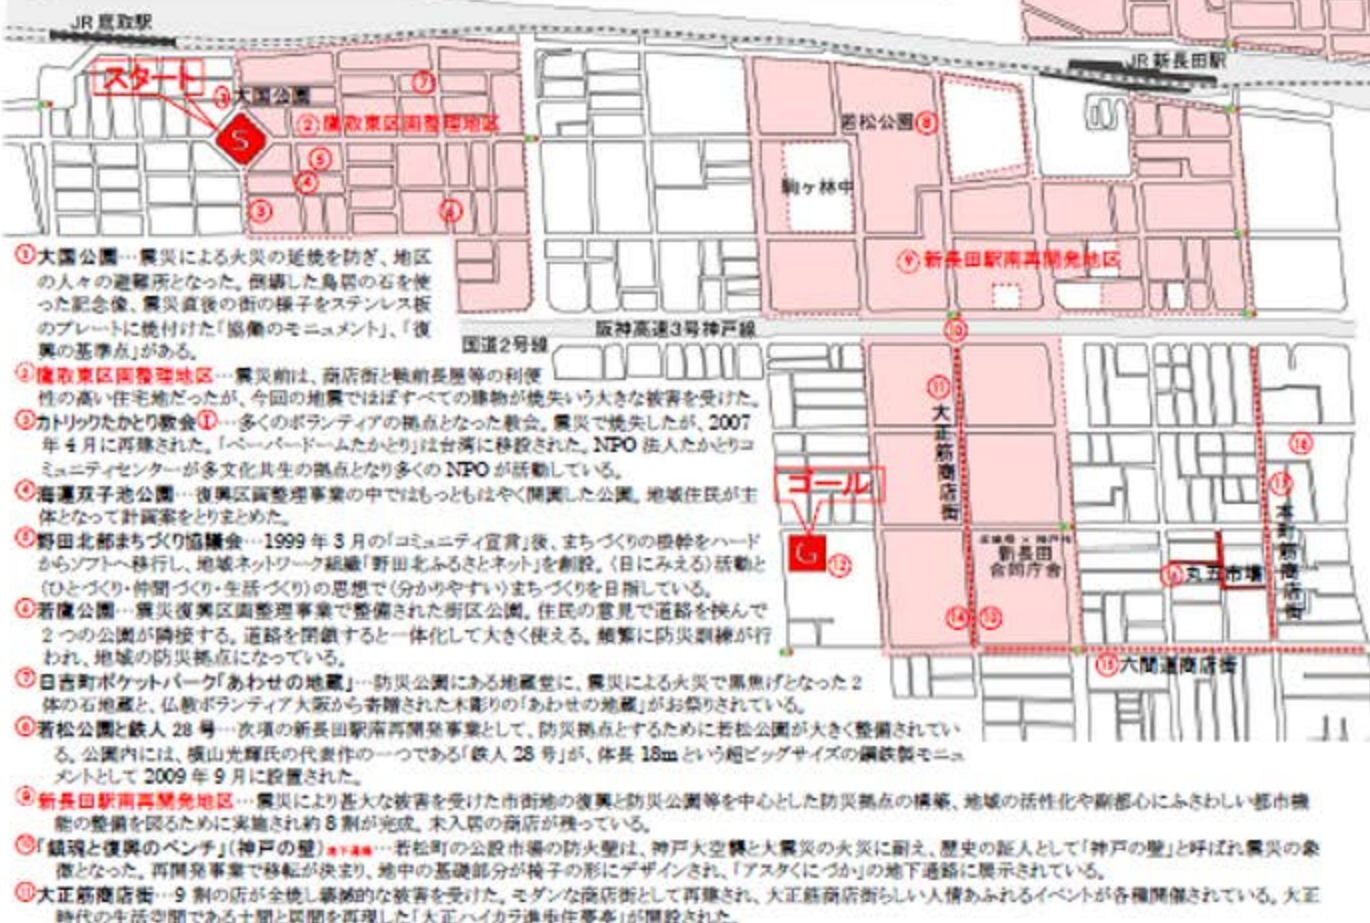 JR 鷹取駅
JR 新長田駅
スタート
①大国公園
⑦
②鷹取東区画整理地区
S
⑤
④
③
⑥
若松公園⑧
駒ヶ林中
⑨新長田駅南再開発地区
①大国公園…震災による火災の延焼を防ぎ、地区
の人々の避難所となった。倒壊した鳥居の石を使
った記念像、震災直後の街の様子をステンレス板
のプレートに焼付けた「協働のモニュメント」、「復
興の基準点」がある。
阪神高速3号神戸線
国道2号線
⑩
②鷹取東区画整理地区…震災前は、商店街と戦前長屋等の利便
性の高い住宅地だったが、今回の地震ではほぼすべての建物が焼失いう大きな被害を受けた。
③カトリックたかとり教会①…多くのボランティアの拠点となった教会。震災で焼失したが、2007
年 4 月に再建された。「ペーパードームたかとり」は台湾に移設された。NPO 法人たかとりコ
ミュニティセンターが多文化共生の拠点となり多くの NPO が活動している。
④海運双子池公園…復興区画整理事業の中ではもっともはやく開園した公園。地域住民が主
体となって計画案をとりまとめた。
⑤野田北部まちづくり協議会…1999 年 3 月の「コミュニティ宣言」後、まちづくりの根幹をハード
からソフトへ移行し、地域ネットワーク組織「野田北ふるさとネット」を創設。(目にみえる)活動と
(ひとづくり・仲間づくり・生活づくり)の思想で(分かりやすい)まちづくりを目指している。
⑥若鷹公園…震災復興区画整理事業で整備された街区公園。住民の意見で道路を挟んで
2 つの公園が隣接する。道路を閉鎖すると一体化して大きく使える。頻繁に防災訓練が行
われ、地域の防災拠点になっている。
⑦日吉町ポケットパーク「あわせの地蔵」…防災公園にある地蔵堂に、震災による火災で黒焦げとなった 2
体の石地蔵と、仏教ボランティア大阪から寄贈された木彫りの「あわせの地蔵」がお祭りされている。
⑧若松公園と鉄人 28 号…次項の新長田駅南再開発事業として、防災拠点とするために若松公園が大きく整備されてい
る。公園内には、横山光輝氏の代表作の一つである「鉄人 28 号」が、体長 18m という超ビッグサイズの鋼鉄製モニュ
メントとして 2009 年 9 月に設置された。
⑨新長田駅南再開発地区…震災により甚大な被害を受けた市街地の復興と防災公園等を中心とした防災拠点の構築、地域の活性化や副都心にふさわしい都市機
能の整備を図るために実施され約 8 割が完成。未入居の商店が残っている。
⑩「鎮魂と復興のベンチ」(神戸の壁)地下通路…若松町の公設市場の防火壁は、神戸大空襲と大震災の火災に耐え、歴史の証人として「神戸の壁」と呼ばれ震災の象
徴となった。再開発事業で移転が決まり、地中の基礎部分が椅子の形にデザインされ、「アスタくにづか」の地下通路に展示されている。
⑪大正筋商店街…9 割の店が全焼し壊滅的な被害を受けた。モダンな商店街として再建され、大正筋商店街らしい人情あふれるイベントが各種開催されている。大正
時代の生活空間である土間と居間を再現した「大正ハイカラ進歩住夢亭」が開設された。
⑪大正筋商店街
ゴール
G
⑫
新長田
合同庁舎
⑭
⑬
⑮六間道商店街
丸五市場
⑰本町筋商店街
⑱